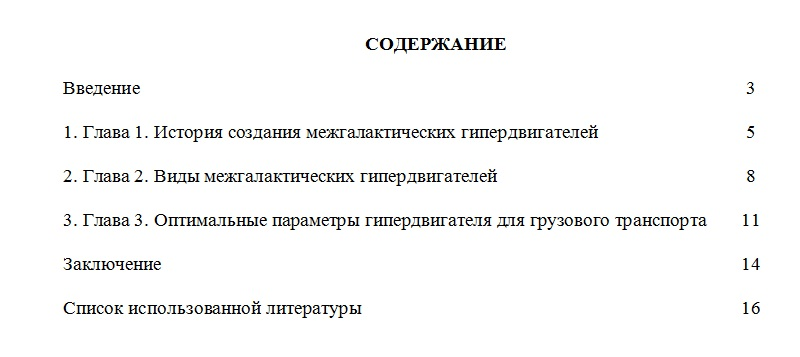 СОДЕРЖАНИЕ
Введение 3
1. Глава 1. История создания межгалактических гипердвигателей 5
2. Глава 2. Виды межгалактических гипердвигателей 8
3. Глава 3. Оптимальные параметры гипердвигателя для грузового транспорта 11
Заключение 14
Список использованной литературы 16